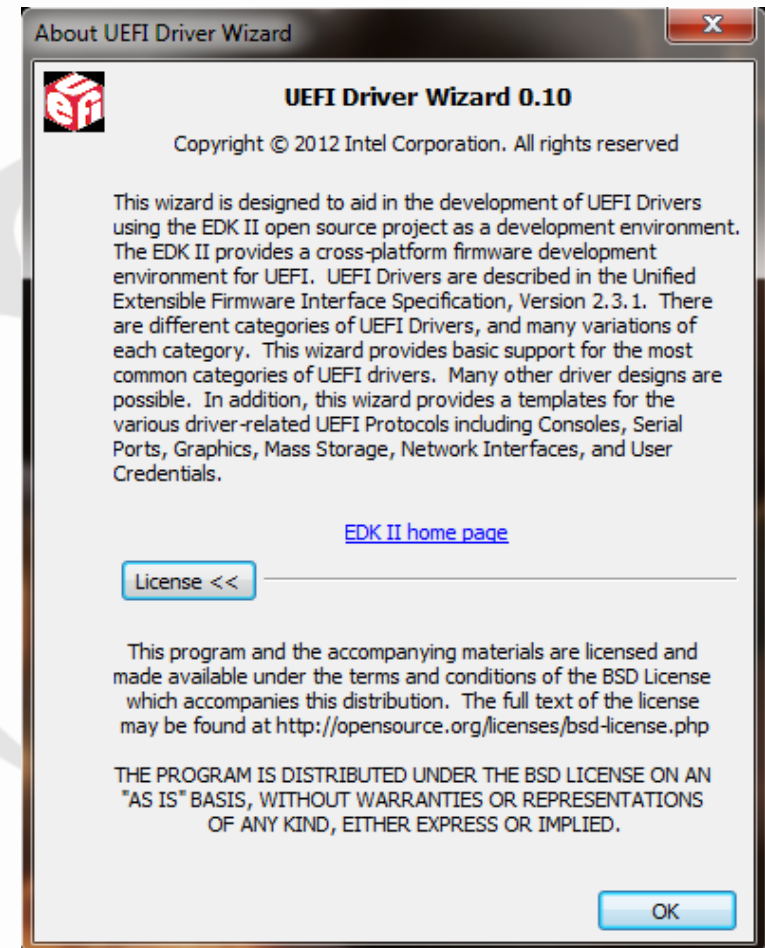 About UEFI Driver Wizard
UEFI
UEFI Driver Wizard 0.10
Copyright © 2012 Intel Corporation. All rights reserved
This wizard is designed to aid in the development of UEFI Drivers
using the EDK II open source project as a development environment.
The EDK II provides a cross-platform firmware development
environment for UEFI.  UEFI Drivers are described in the Unified
Extensible Firmware Interface Specification, Version 2.3.1.  There
are different categories of UEFI Drivers, and many variations of
each category.  This wizard provides basic support for the most
common categories of UEFI drivers.  Many other driver designs are
possible.  In addition, this wizard provides a templates for the
various driver-related UEFI Protocols including Consoles, Serial
Ports, Graphics, Mass Storage, Network Interfaces, and User
Credentials.
EDK II home page
License <<
This program and the accompanying materials are licensed and
made available under the terms and conditions of the BSD License
which accompanies this distribution.  The full text of the license
may be found at http://opensource.org/licenses/bsd-license.php
THE PROGRAM IS DISTRIBUTED UNDER THE BSD LICENSE ON AN
"AS IS" BASIS, WITHOUT WARRANTIES OR REPRESENTATIONS
OF ANY KIND, EITHER EXPRESS OR IMPLIED.
OK